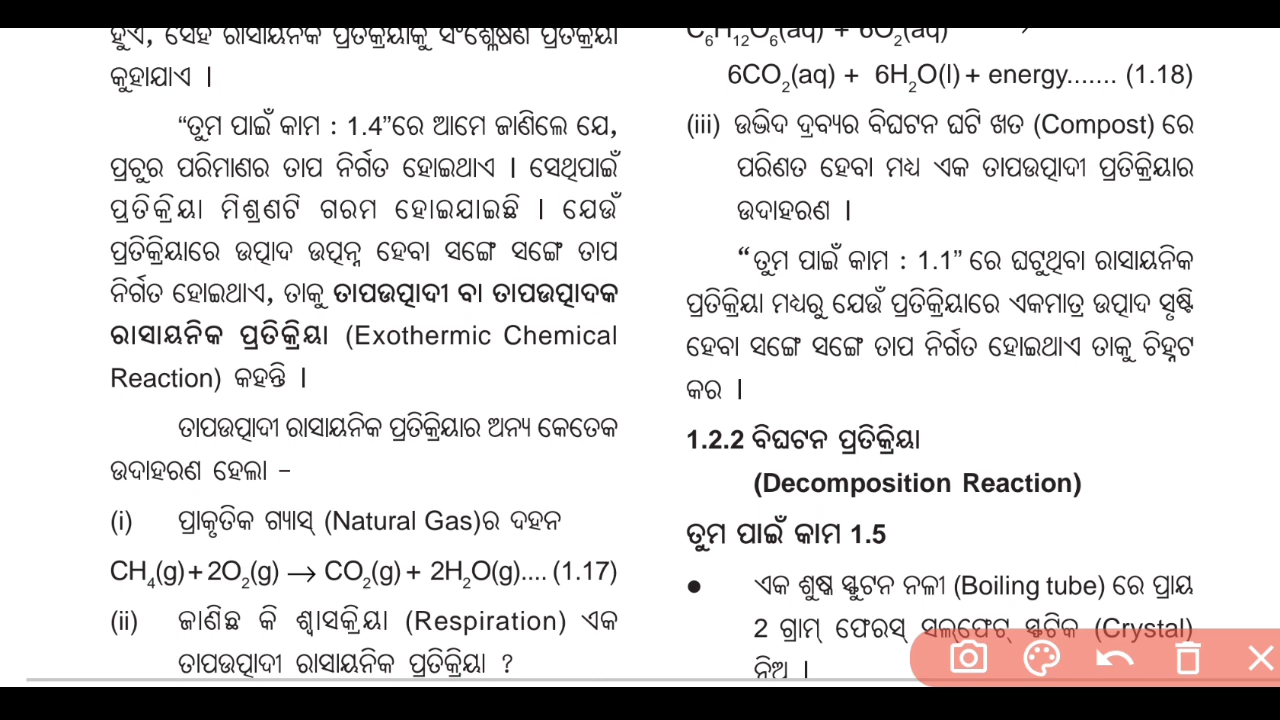 ହୁଏ, ସେହି ରାସାୟନିକ ପ୍ରତିକ୍ରିୟାକୁ ସଂଶ୍ଳେଷଣ ପ୍ରତିକ୍ରିୟା
କୁହାଯାଏ ।
“ତୁମ ପାଇଁ କାମ : 1.4”ରେ ଆମେ ଜାଣିଲେ ଯେ,
ପ୍ରଚୁର ପରିମାଣର ତାପ ନିର୍ଗତ ହୋଇଥାଏ । ସେଥିପାଇଁ
ପ୍ରତିକ୍ରିୟା ମିଶ୍ରଣଟି ଗରମ ହୋଇଯାଇଛି । ଯେଉଁ
ପ୍ରତିକ୍ରିୟାରେ ଉତ୍ପାଦ ଉତ୍ପନ୍ନ ହେବା ସଙ୍ଗେ ସଙ୍ଗେ ତାପ
ନିର୍ଗତ ହୋଇଥାଏ, ତାକୁ ତାପଉତ୍ପାଦୀ ବା ତାପଉତ୍ପାଦକ
ରାସାୟନିକ ପ୍ରତିକ୍ରିୟା (Exothermic Chemical
Reaction) କହନ୍ତି ।
ତାପଉତ୍ପାଦୀ ରାସାୟନିକ ପ୍ରତିକ୍ରିୟାର ଅନ୍ୟ କେତେକ
ଉଦାହରଣ ହେଲା –
(i) ପ୍ରାକୃତିକ ଗ୍ୟାସ୍ (Natural Gas)ର ଦହନ
CH₄(g)+2O₂(g) → CO₂(g)+ 2H₂O(g).... (1.17)
(ii) ଜାଣିଛ କି ଶ୍ୱାସକ୍ରିୟା (Respiration) ଏକ
ତାପଉତ୍ପାଦୀ ରାସାୟନିକ ପ୍ରତିକ୍ରିୟା ?
C₆H₁₂O₆(aq) + 6O₂(aq) →
6CO₂(aq) + 6H₂O(l) + energy....... (1.18)
(iii) ଉଦ୍ଭିଦ ଦ୍ରବ୍ୟର ବିଘଟନ ଘଟି ଖତ (Compost) ରେ
ପରିଣତ ହେବା ମଧ୍ୟ ଏକ ତାପଉତ୍ପାଦୀ ପ୍ରତିକ୍ରିୟାର
ଉଦାହରଣ ।
“ତୁମ ପାଇଁ କାମ : 1.1” ରେ ଘଟୁଥିବା ରାସାୟନିକ
ପ୍ରତିକ୍ରିୟା ମଧ୍ୟରୁ ଯେଉଁ ପ୍ରତିକ୍ରିୟାରେ ଏକମାତ୍ର ଉତ୍ପାଦ ସୃଷ୍ଟି
ହେବା ସଙ୍ଗେ ସଙ୍ଗେ ତାପ ନିର୍ଗତ ହୋଇଥାଏ ତାକୁ ଚିହ୍ନଟ
କର ।
1.2.2 ବିଘଟନ ପ୍ରତିକ୍ରିୟା
(Decomposition Reaction)
ତୁମ ପାଇଁ କାମ 1.5
● ଏକ ଶୁଷ୍କ ସ୍ଫୁଟନ ନଳୀ (Boiling tube) ରେ ପ୍ରାୟ
2 ଗ୍ରାମ୍ ଫେରସ୍ ସଲ୍‌ଫେଟ୍ ସ୍ଫଟିକ (Crystal)
ନିଅ ।